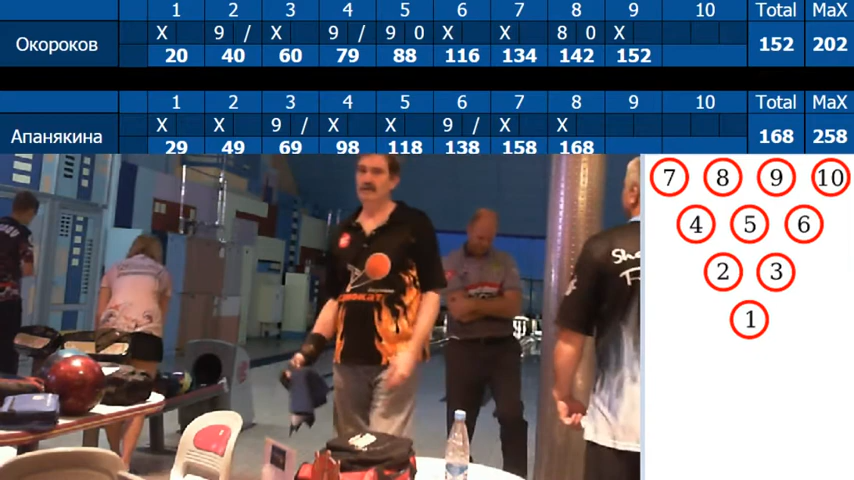 1 2 3 4 5 6 7 8 9 10 Total MaX
Окороков X 9 / X 9 / 9 0 X X 8 0 X 152 202
20 40 60 79 88 116 134 142 152
1 2 3 4 5 6 7 8 9 10 Total MaX
Апанякина X X 9 / X X 9 / X X 168 258
29 49 69 98 118 138 158 168
7 8 9 10
4 5 6
2 3
1